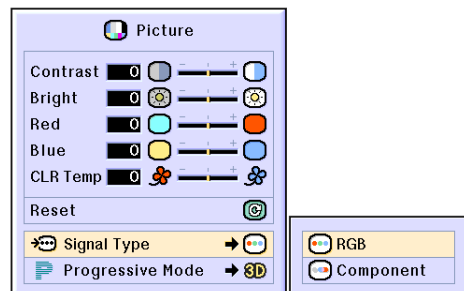 Picture
Contrast 0
Bright 0
Red 0
Blue 0
CLR Temp 0
Reset
Signal Type
Progressive Mode 3D
RGB
Component